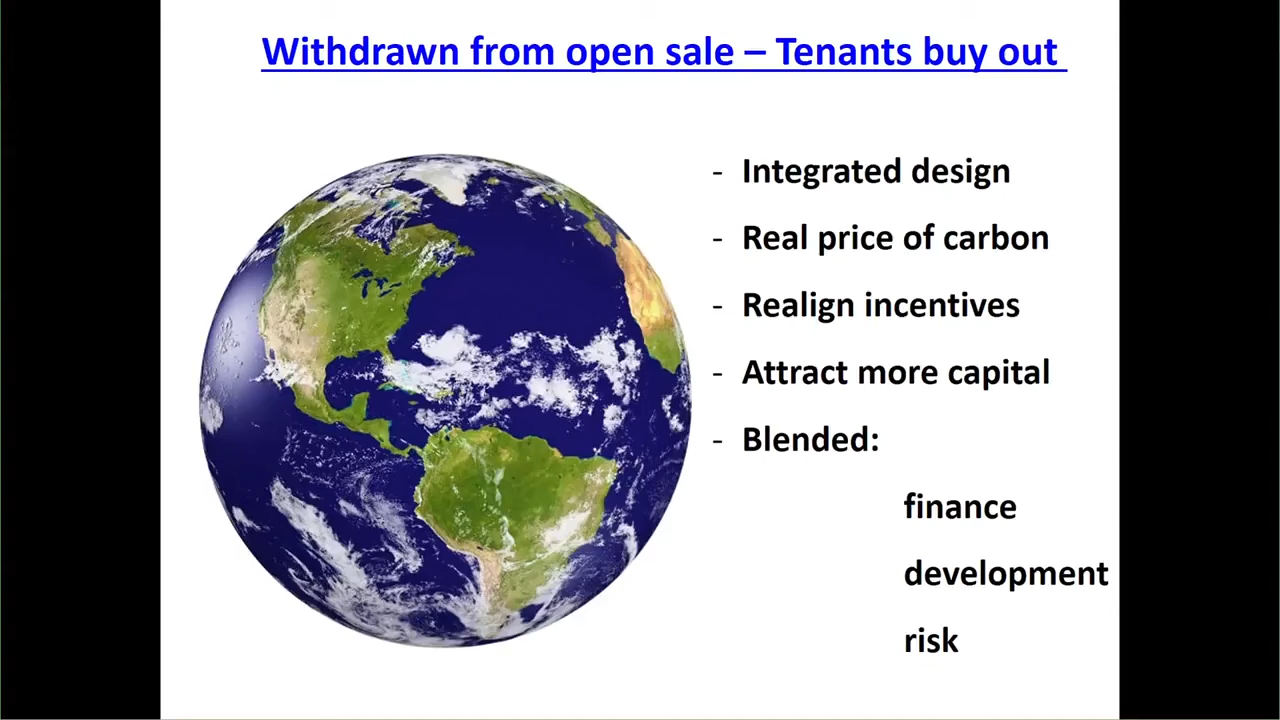 Withdrawn from open sale – Tenants buy out
- Integrated design
- Real price of carbon
- Realign incentives
- Attract more capital
- Blended:
finance
development
risk